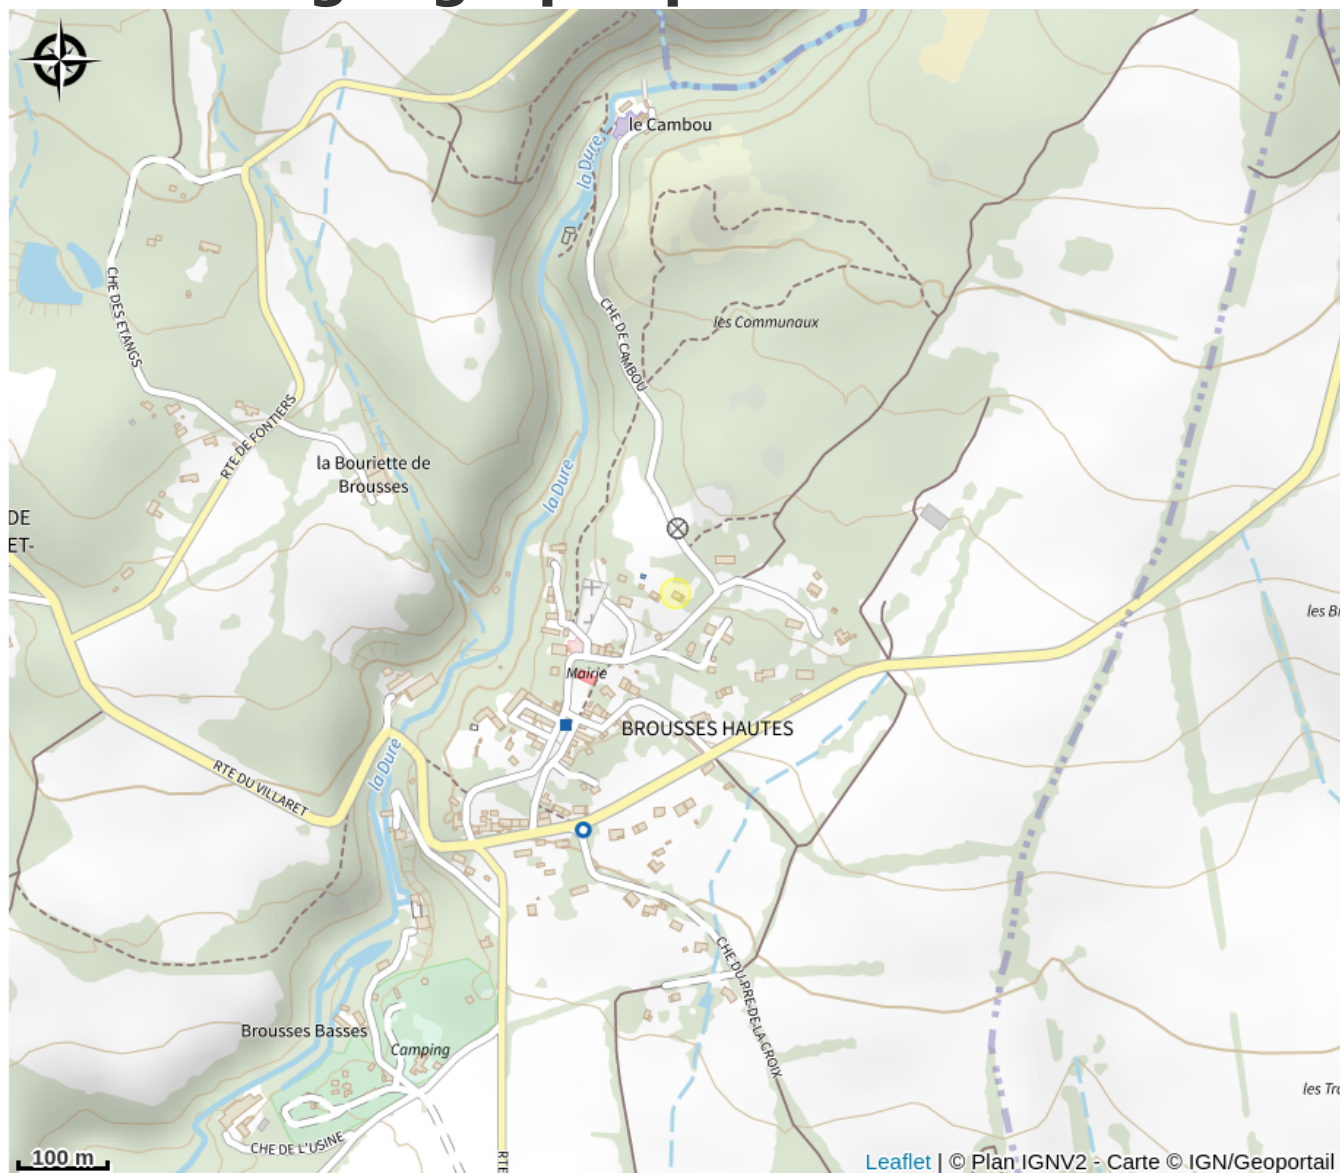 le Cambou
la Dure
CHE DES ETANGS
CHE DE CAMBOU
les Communaux
RTE DE FONTIERS
la Bouriette de
Brousses
la Dure
DE
ET-
les B
Mairie
BROUSSES HAUTES
la Dure
RTE DU VILLARET
CHE DU PRE DE LA CROIX
Brousses Basses
Camping
les Tr
CHE DE L'USINE
RTE
100 m
Leaflet | © Plan IGNV2 - Carte © IGN/Geoportail